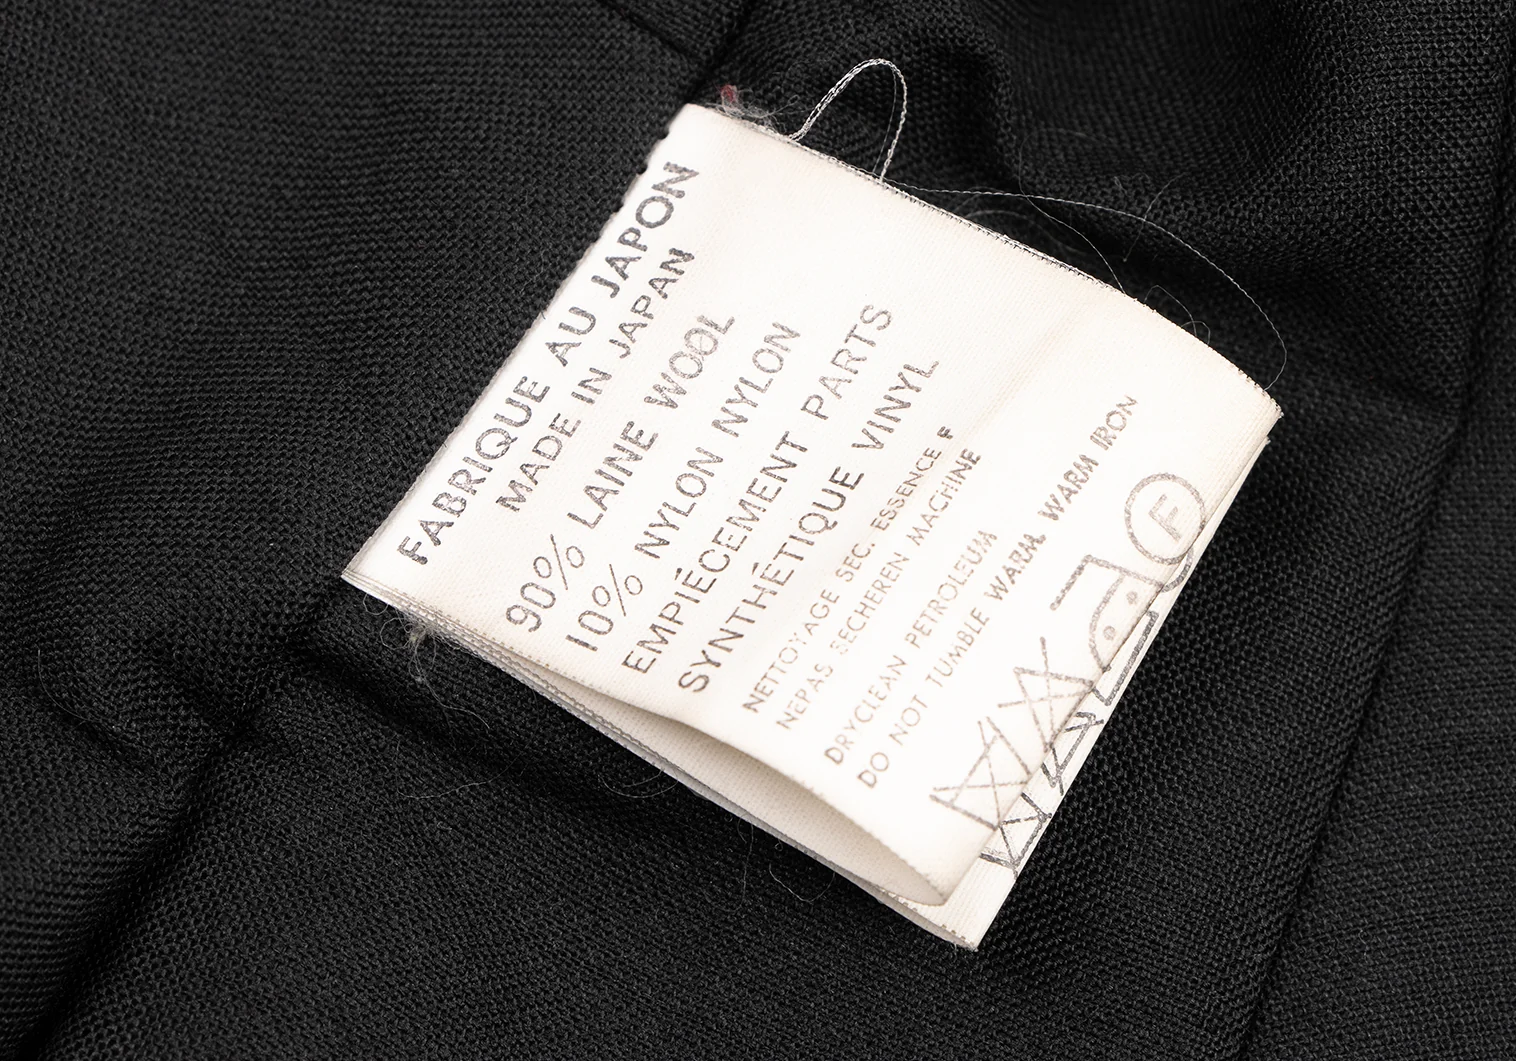 FABRIQUE AU JAPON
MADE IN JAPAN
90% LAINE WOOL
10% NYLON NYLON
EMPIÉCEMENT PARTS
SYNTHÉTIQUE VINYL
NETTOYAGE SEC. ESSENCE F
NEPAS SECHEREN MACHINE
DRYCLEAN PETROLEUM
DO NOT TUMBLE WARM. WARM IRON
F